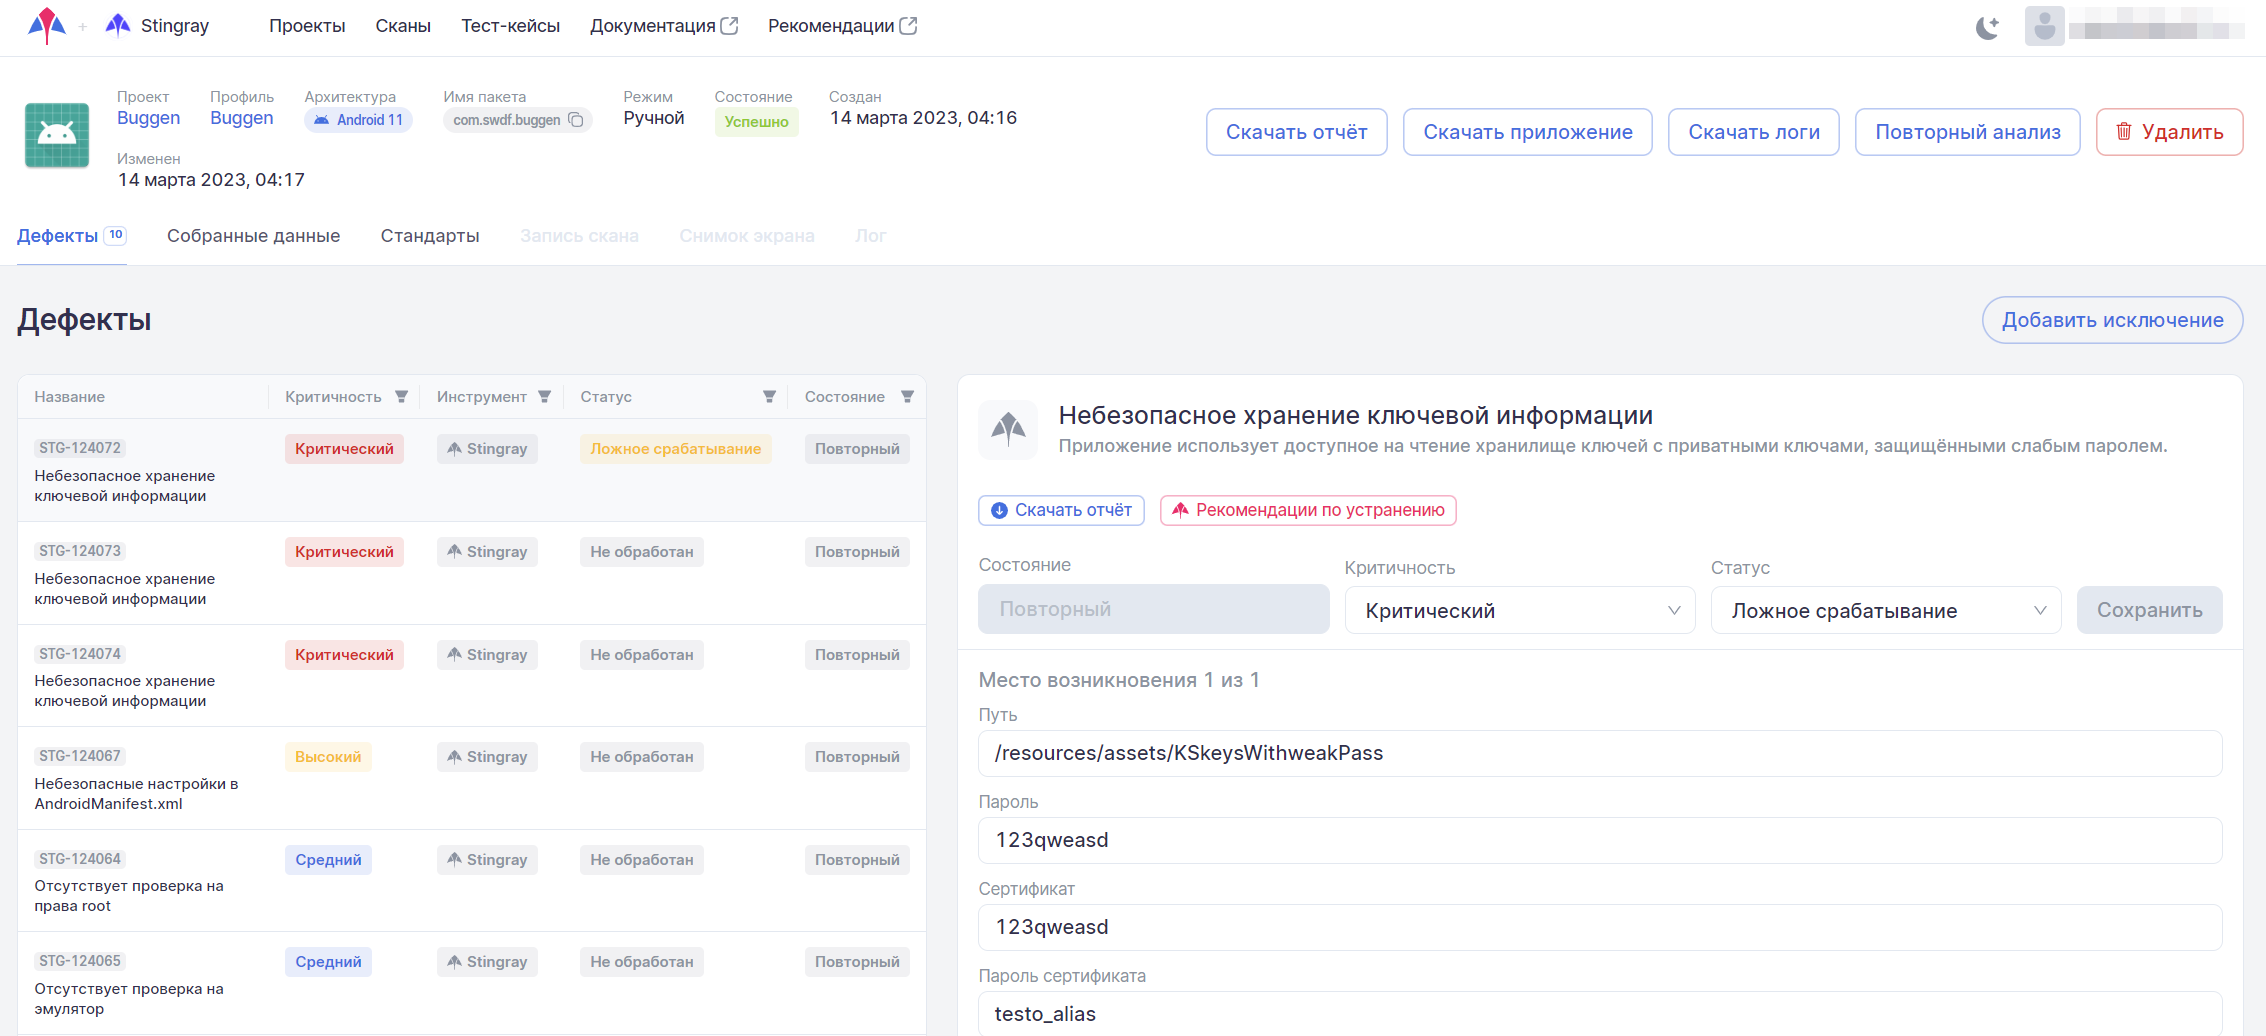 + Stingray Проекты Сканы Тест-кейсы Документация Рекомендации
Проект Профиль Архитектура Имя пакета Режим Состояние Создан
Buggen Buggen Android 11 com.swdf.buggen Ручной Успешно 14 марта 2023, 04:16
Изменен
14 марта 2023, 04:17
Скачать отчёт Скачать приложение Скачать логи Повторный анализ Удалить
Дефекты 10 Собранные данные Стандарты Запись скана Снимок экрана Лог
Дефекты
Добавить исключение
Название Критичность Инструмент Статус Состояние
STG-124072 Критический Stingray Ложное срабатывание Повторный
Небезопасное хранение
ключевой информации
STG-124073 Критический Stingray Не обработан Повторный
Небезопасное хранение
ключевой информации
STG-124074 Критический Stingray Не обработан Повторный
Небезопасное хранение
ключевой информации
STG-124067 Высокий Stingray Не обработан Повторный
Небезопасные настройки в
AndroidManifest.xml
STG-124064 Средний Stingray Не обработан Повторный
Отсутствует проверка на
права root
STG-124065 Средний Stingray Не обработан Повторный
Отсутствует проверка на
эмулятор
Небезопасное хранение ключевой информации
Приложение использует доступное на чтение хранилище ключей с приватными ключами, защищёнными слабым паролем.
Скачать отчёт Рекомендации по устранению
Состояние Критичность Статус
Повторный Критический Ложное срабатывание Сохранить
Место возникновения 1 из 1
Путь
/resources/assets/KSkeysWithweakPass
Пароль
123qweasd
Сертификат
123qweasd
Пароль сертификата
testo_alias